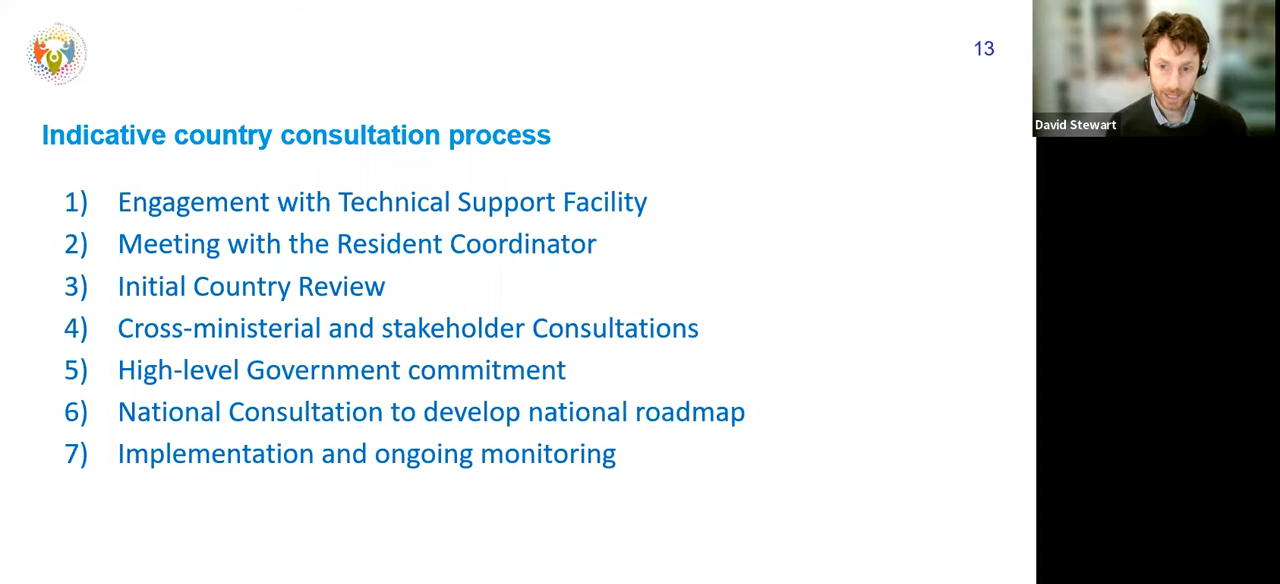 13
David Stewart
Indicative country consultation process
1) Engagement with Technical Support Facility
2) Meeting with the Resident Coordinator
3) Initial Country Review
4) Cross-ministerial and stakeholder Consultations
5) High-level Government commitment
6) National Consultation to develop national roadmap
7) Implementation and ongoing monitoring